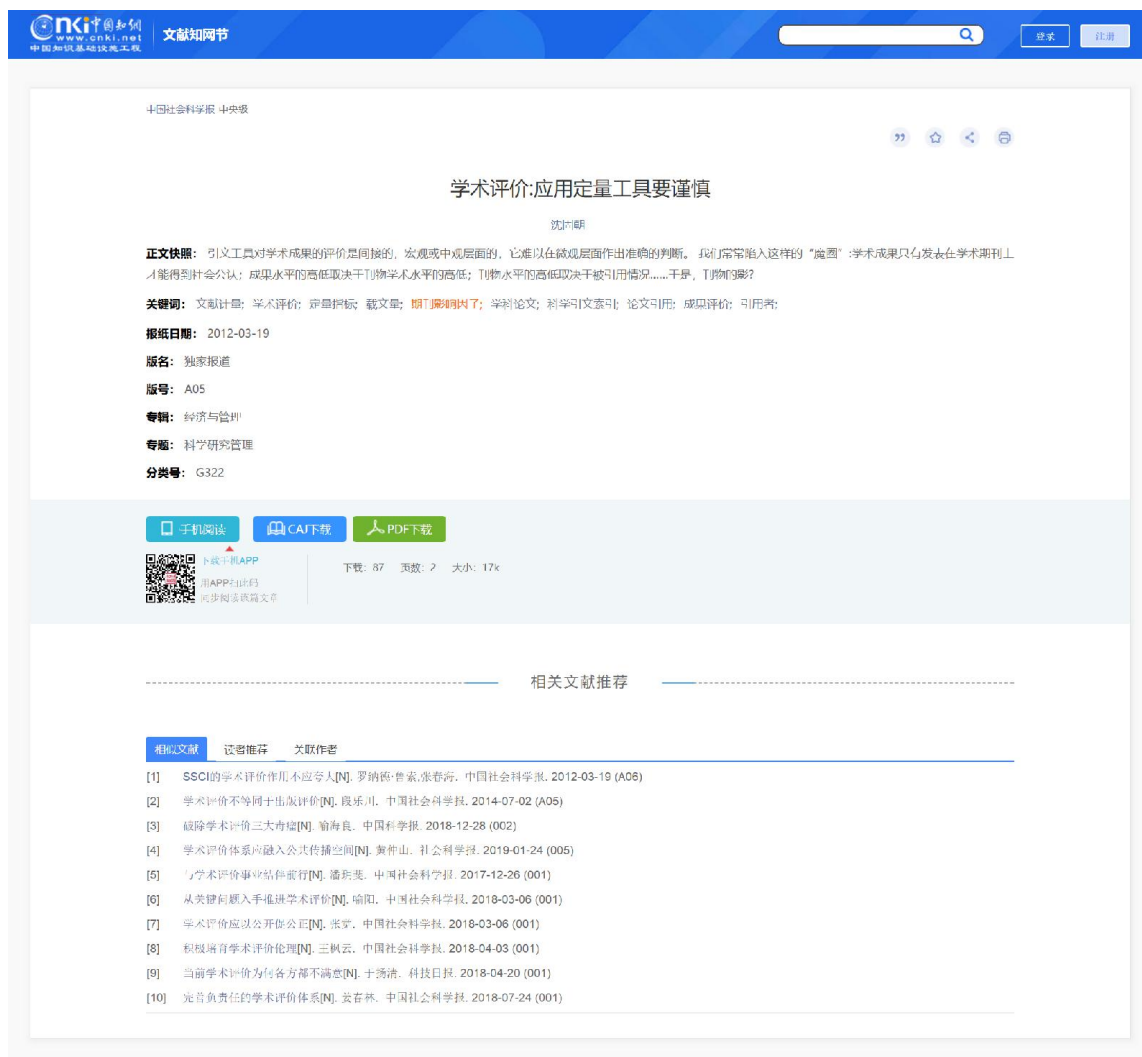 cnki中国知网
www.cnki.net
中国知识基础设施工程
文献知网节
登录
注册
中国社会科学报 中央级
学术评价:应用定量工具要谨慎
正文快照： 引文工具对学术成果的评价是间接的，宏观或中观层面的，它难以在微观层面作出准确的判断。 我们常常陷入这样的“魔圈”:学术成果只有发表在学术期刊上
才能得到社会公认；成果水平的高低取决于刊物学术水平的高低；刊物水平的高低取决于被引用情况……于是，刊物的影?
关键词： 文献计量; 学术评价; 定量指标; 载文量; 期刊影响因子; 学科论文; 科学引文索引; 论文引用; 成果评价; 引用者;
报纸日期： 2012-03-19
版名： 独家报道
版号： A05
专辑： 经济与管理
专题： 科学研究管理
分类号： G322
手机阅读
CAJ下载
PDF下载
下载手机APP
用APP扫此码
同步阅读该篇文章
下载：87 页数：2 大小：17k
相关文献推荐
相似文献
读者推荐
关联作者
[1] SSCI的学术评价作用不应夸大[N]. 罗纳德·鲁索,张春海. 中国社会科学报. 2012-03-19 (A06)
[2] 学术评价不等同于出版评价[N]. 段乐川. 中国社会科学报. 2014-07-02 (A05)
[3] 破除学术评价三大毒瘤[N]. 喻海良. 中国科学报. 2018-12-28 (002)
[4] 学术评价体系应融入公共传播空间[N]. 黄仲山. 社会科学报. 2019-01-24 (005)
[5] 与学术评价事业结伴前行[N]. 中国社会科学报. 2017-12-26 (001)
[6] 从关键问题入手推进学术评价[N]. 喻阳. 中国社会科学报. 2018-03-06 (001)
[7] 学术评价应以公开促公正[N]. 中国社会科学报. 2018-03-06 (001)
[8] 积极培育学术评价伦理[N]. 王枫云. 中国社会科学报. 2018-04-03 (001)
[9] 当前学术评价为何各方都不满意[N]. 科技日报. 2018-04-20 (001)
[10] 完善负责任的学术评价体系[N]. 姜春林. 中国社会科学报. 2018-07-24 (001)